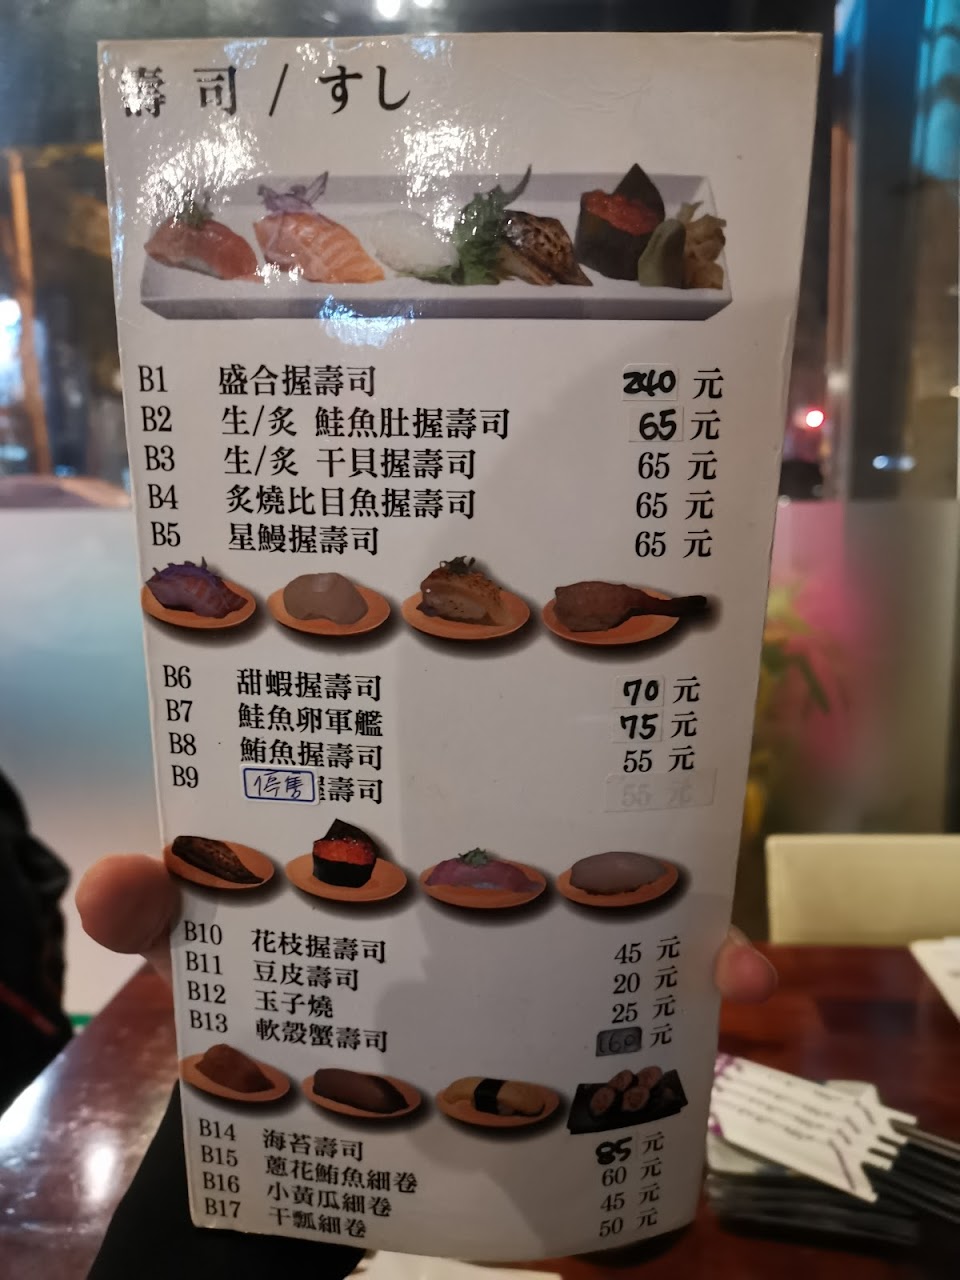 壽司 / すし
B1 盛合握壽司 240 元
B2 生/炙 鮭魚肚握壽司 65 元
B3 生/炙 干貝握壽司 65 元
B4 炙燒比目魚握壽司 65 元
B5 星鰻握壽司 65 元
B6 甜蝦握壽司 70 元
B7 鮭魚卵軍艦 75 元
B8 鮪魚握壽司 55 元
B9 停售 握壽司 55 元
B10 花枝握壽司 45 元
B11 豆皮壽司 20 元
B12 玉子燒 25 元
B13 軟殼蟹壽司 160 元
B14 海苔壽司 85 元
B15 蔥花鮪魚細卷 60 元
B16 小黃瓜細卷 45 元
B17 干瓢細卷 50 元